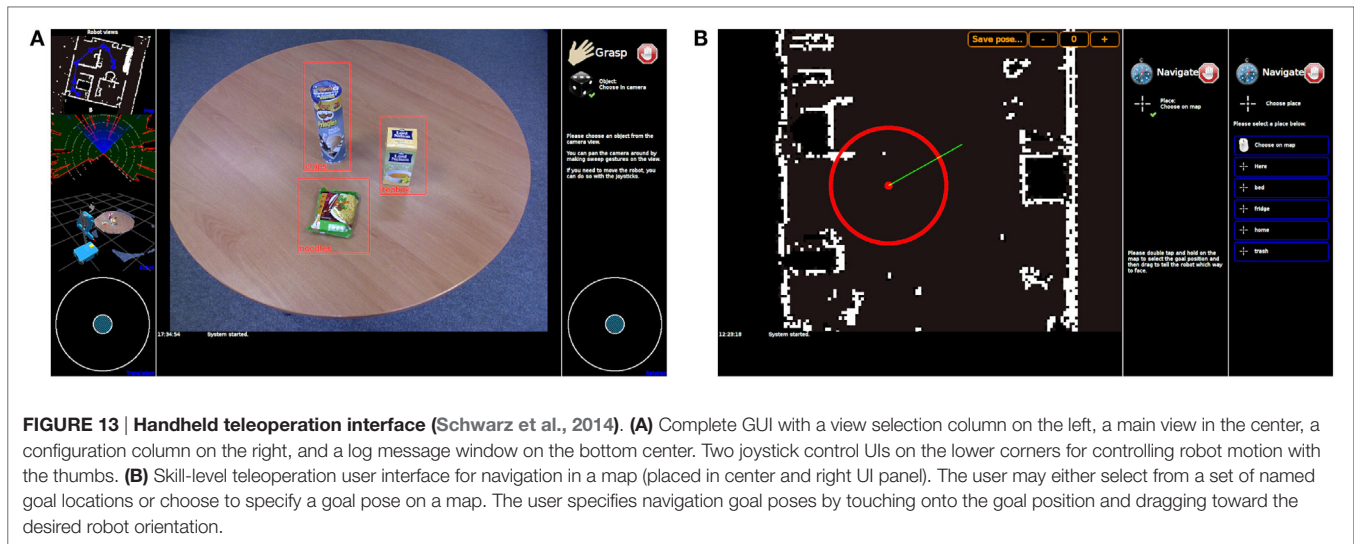 A
Robot views
Grasp
Object:
Choose in camera
Please choose an object from the
camera view.
You can pan the camera around by
making sweep gestures on the view.
If you need to move the robot, you
can do so with the joysticks.
noodles
17:34:54 System started.
B
Save pose... - 0 +
Navigate
Place:
Choose on map
Please double tap and hold on the
map to select the goal position and
then drag to tell the robot which way
to face.
Navigate
Choose place
Please select a place below:
Choose on map
Here
bed
fridge
home
trash
12:23:18 System started.
FIGURE 13 | Handheld teleoperation interface (Schwarz et al., 2014). (A) Complete GUI with a view selection column on the left, a main view in the center, a
configuration column on the right, and a log message window on the bottom center. Two joystick control UIs on the lower corners for controlling robot motion with
the thumbs. (B) Skill-level teleoperation user interface for navigation in a map (placed in center and right UI panel). The user may either select from a set of named
goal locations or choose to specify a goal pose on a map. The user specifies navigation goal poses by touching onto the goal position and dragging toward the
desired robot orientation.